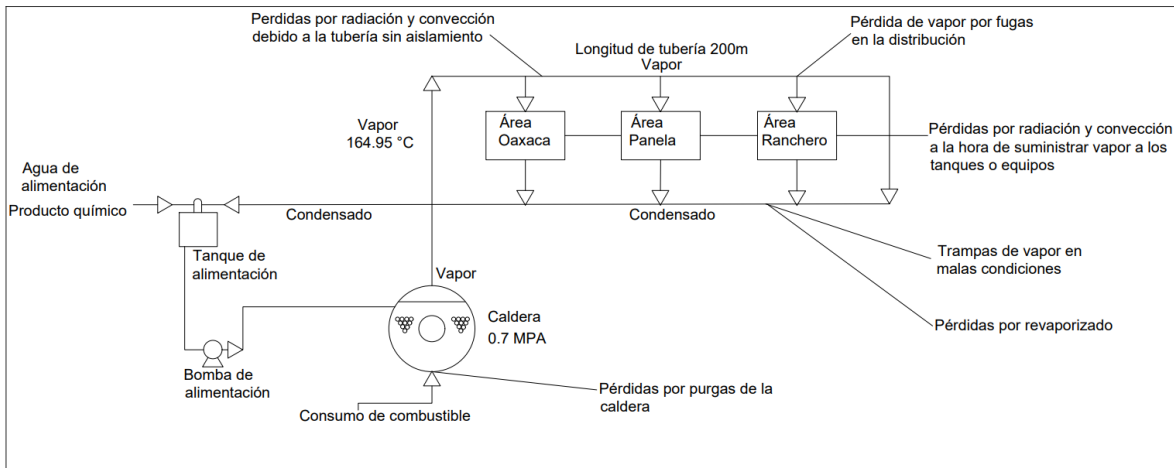 Perdidas por radiación y convección
debido a la tubería sin aislamiento
Longitud de tubería 200m
Vapor
Pérdida de vapor por fugas
en la distribución
Vapor
164.95 °C
Área
Oaxaca
Área
Panela
Área
Ranchero
Pérdidas por radiación y convección
a la hora de suministrar vapor a los
tanques o equipos
Agua de
alimentación
Producto químico
Condensado
Condensado
Tanque de
alimentación
Trampas de vapor en
malas condiciones
Vapor
Caldera
0.7 MPA
Pérdidas por revaporizado
Bomba de
alimentación
Pérdidas por purgas de la
caldera
Consumo de combustible